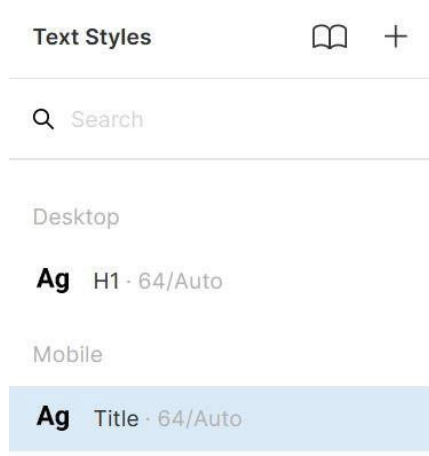 Text Styles
Search
Desktop
Ag H1 · 64/Auto
Mobile
Ag Title · 64/Auto